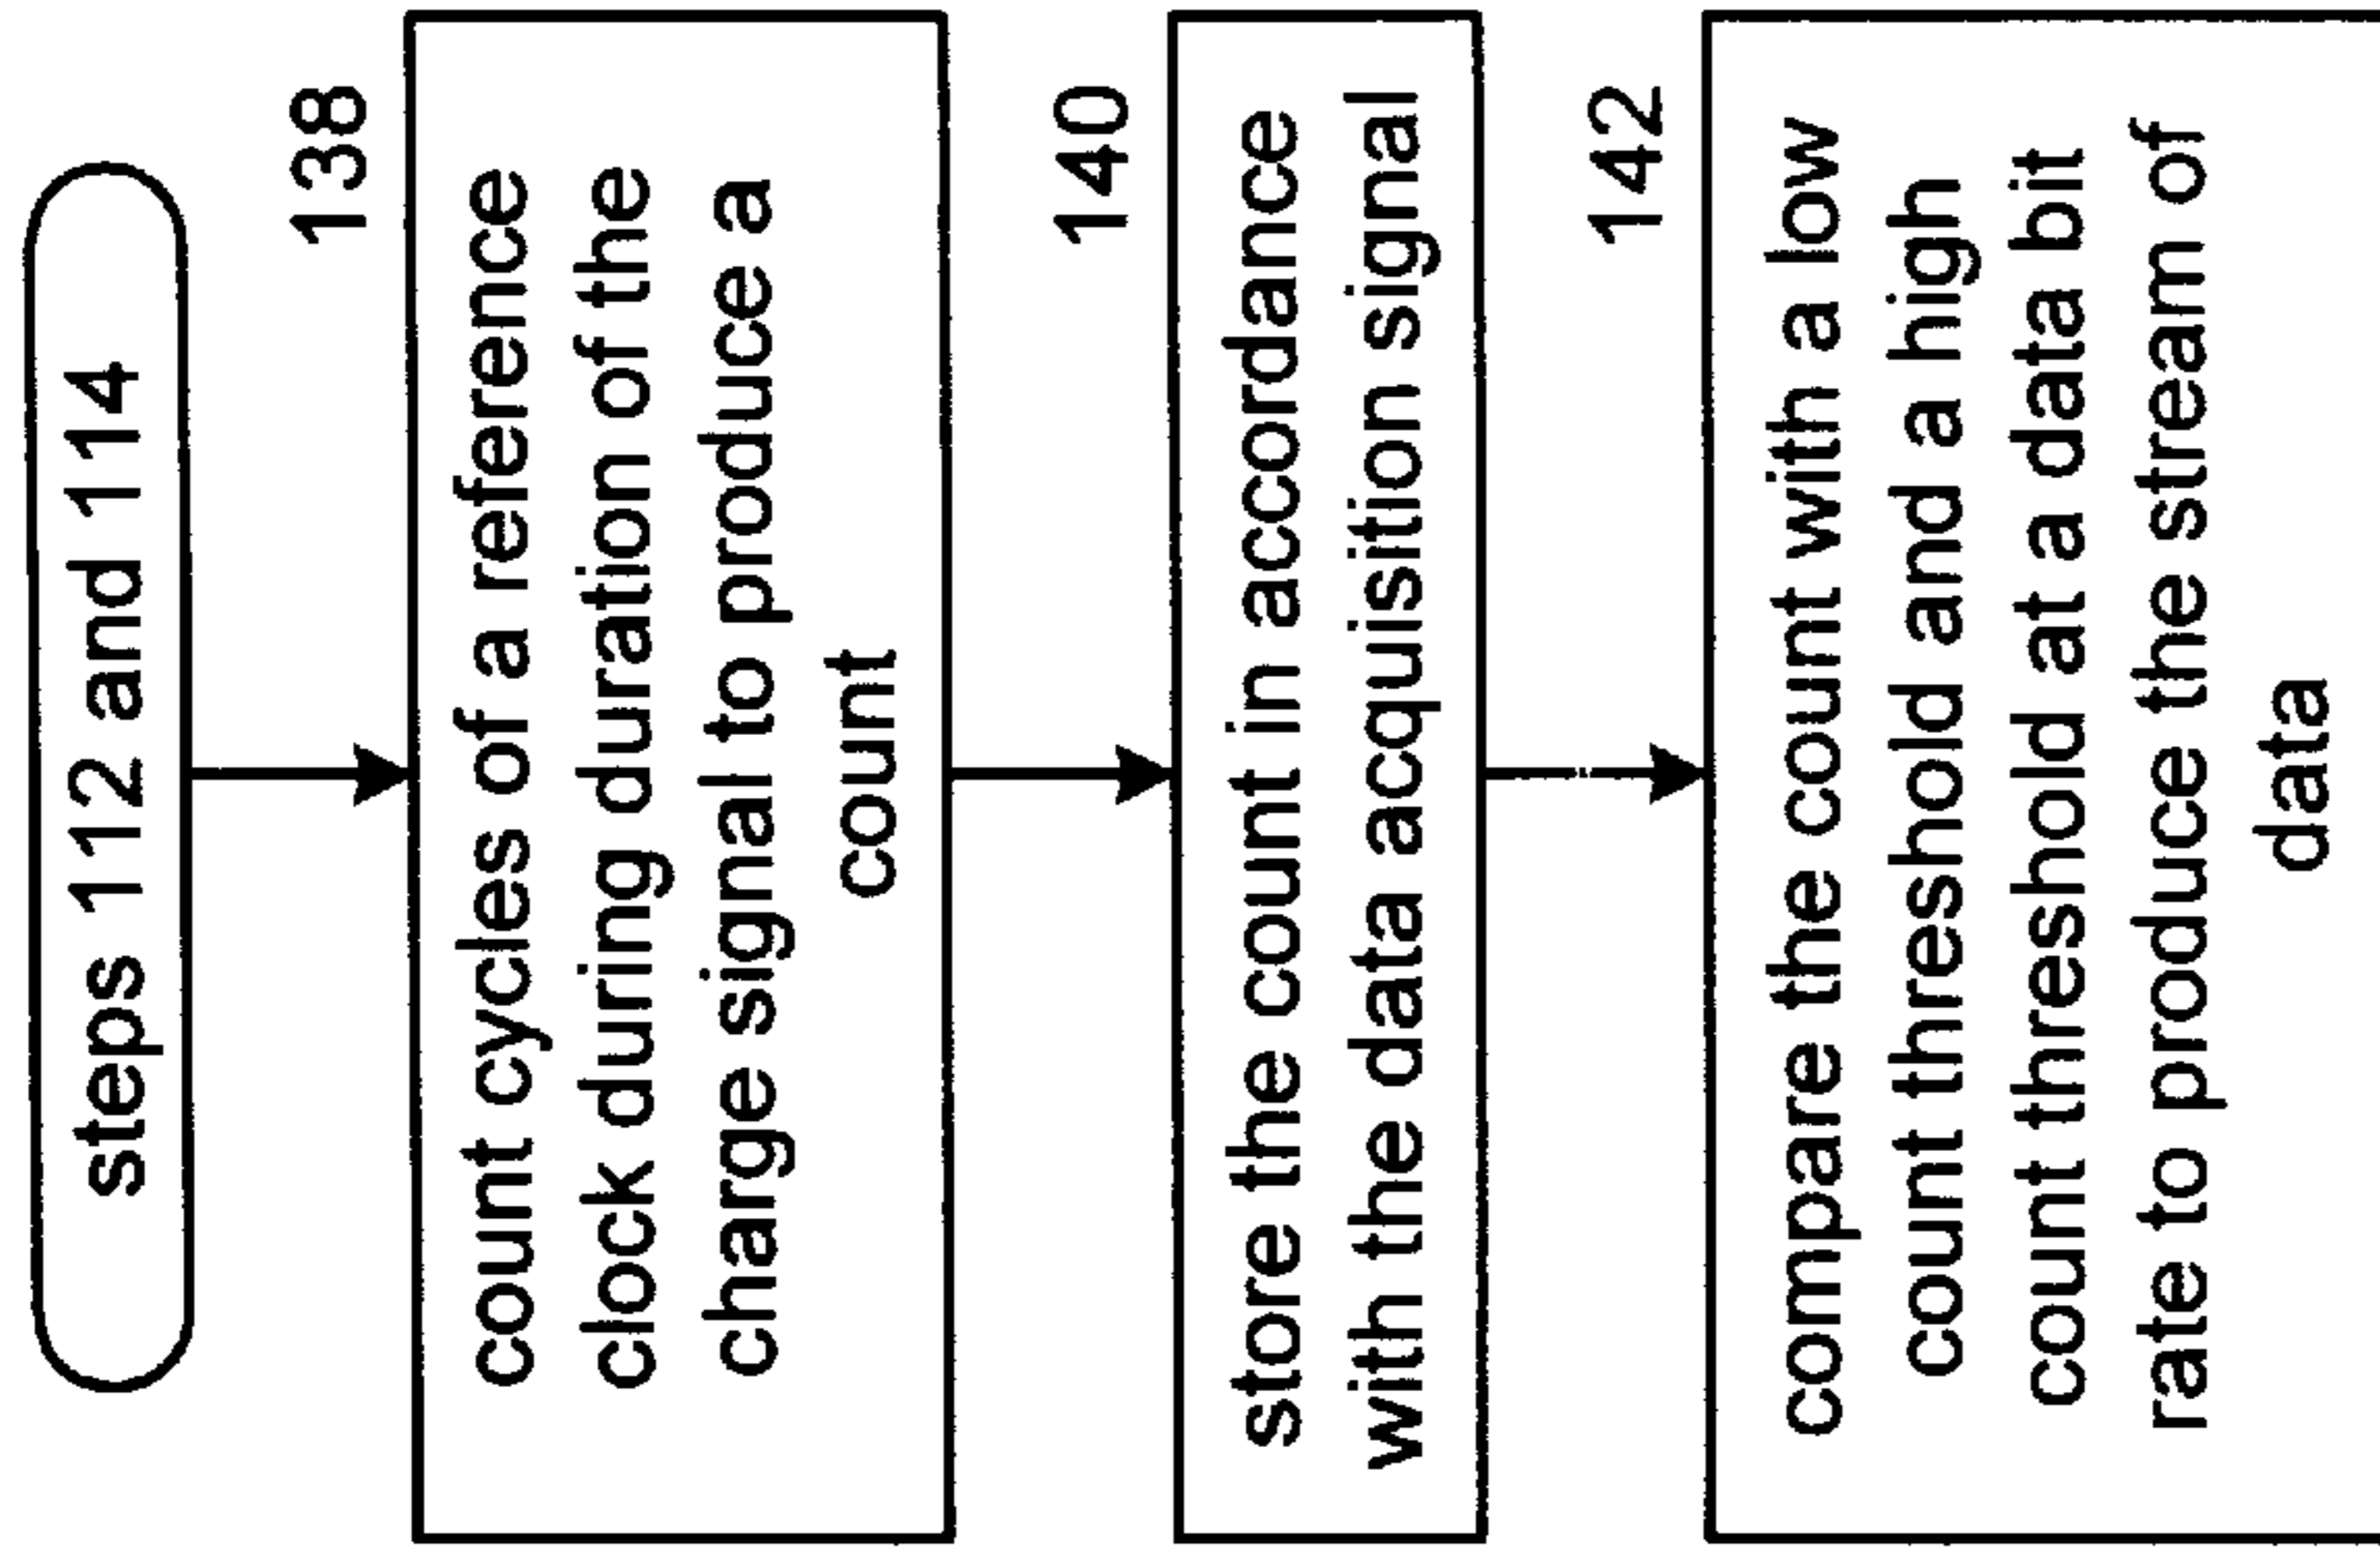 steps 112 and 114
138
count cycles of a reference
clock during duration of the
charge signal to produce a
count
140
store the count in accordance
with the data acquisition signal
142
compare the count with a low
count threshold and a high
count threshold at a data bit
rate to produce the stream of
data